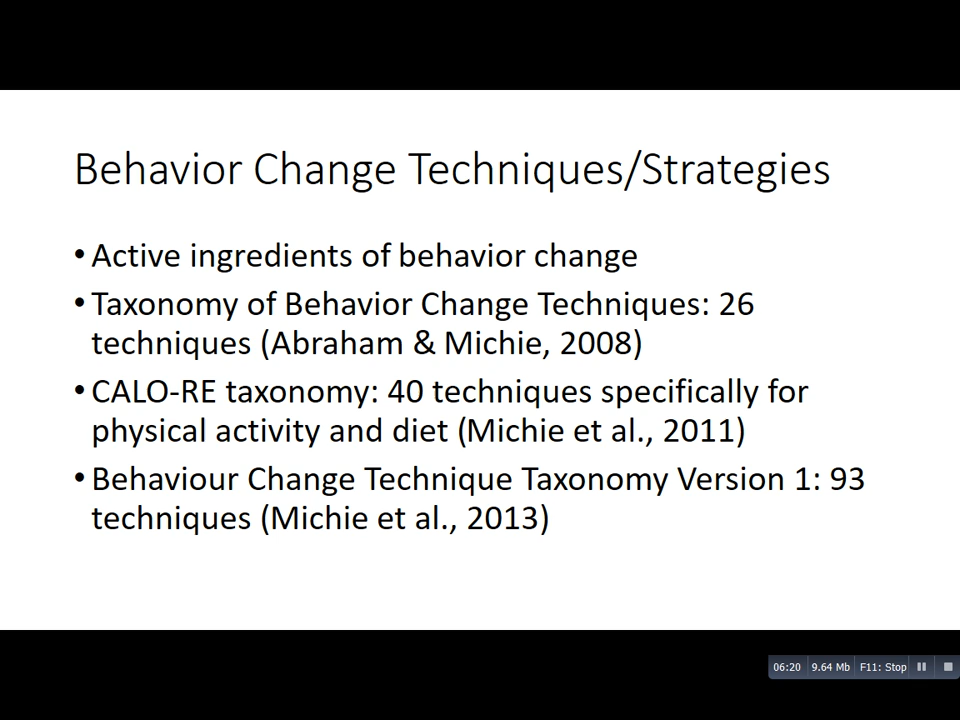 Behavior Change Techniques/Strategies
• Active ingredients of behavior change
• Taxonomy of Behavior Change Techniques: 26
techniques (Abraham & Michie, 2008)
• CALO-RE taxonomy: 40 techniques specifically for
physical activity and diet (Michie et al., 2011)
• Behaviour Change Technique Taxonomy Version 1: 93
techniques (Michie et al., 2013)
06:20 9.64 Mb F11: Stop